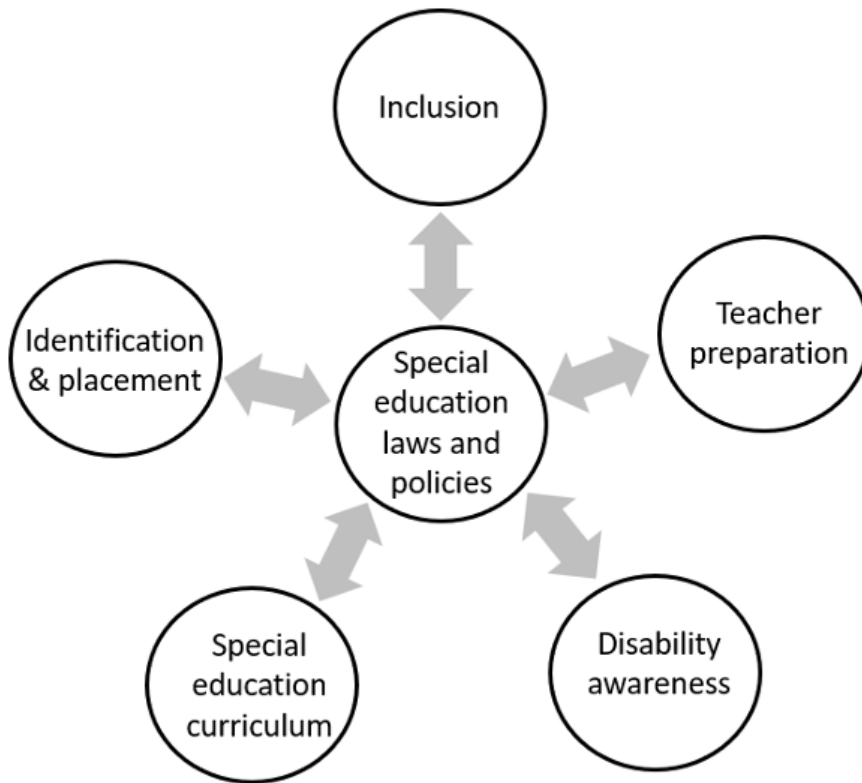 Inclusion
Teacher
preparation
Identification
& placement
Special
education
laws and
policies
Special
education
curriculum
Disability
awareness